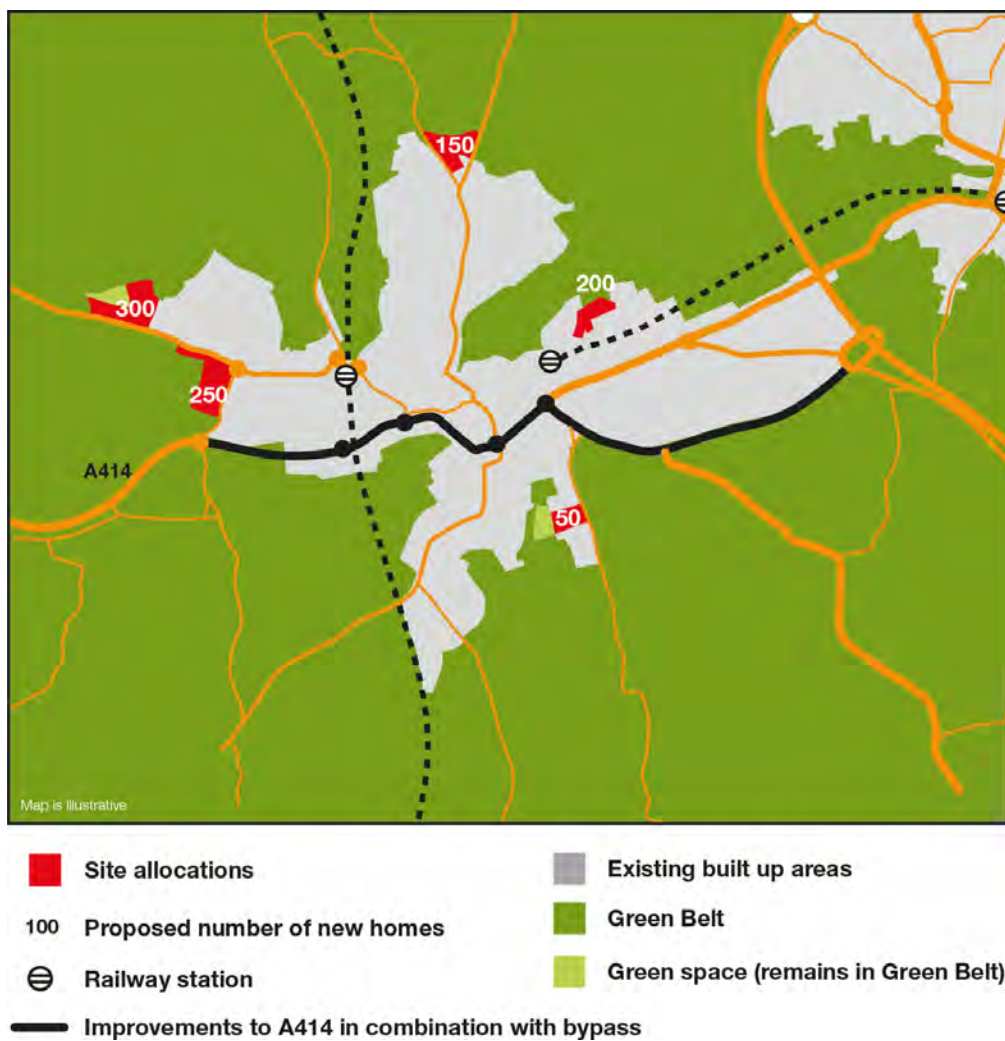 150
200
300
250
A414
50
Map is Illustrative
Site allocations
Existing built up areas
100 Proposed number of new homes
Green Belt
Railway station
Green space (remains in Green Belt)
Improvements to A414 in combination with bypass